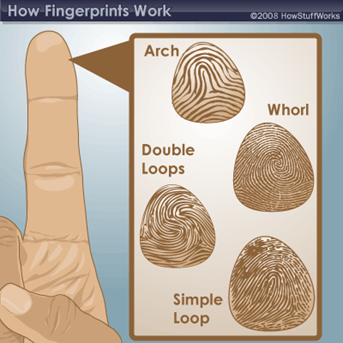 How Fingerprints Work
©2008 HowStuffWorks
Arch
Whorl
Double
Loops
Simple
Loop